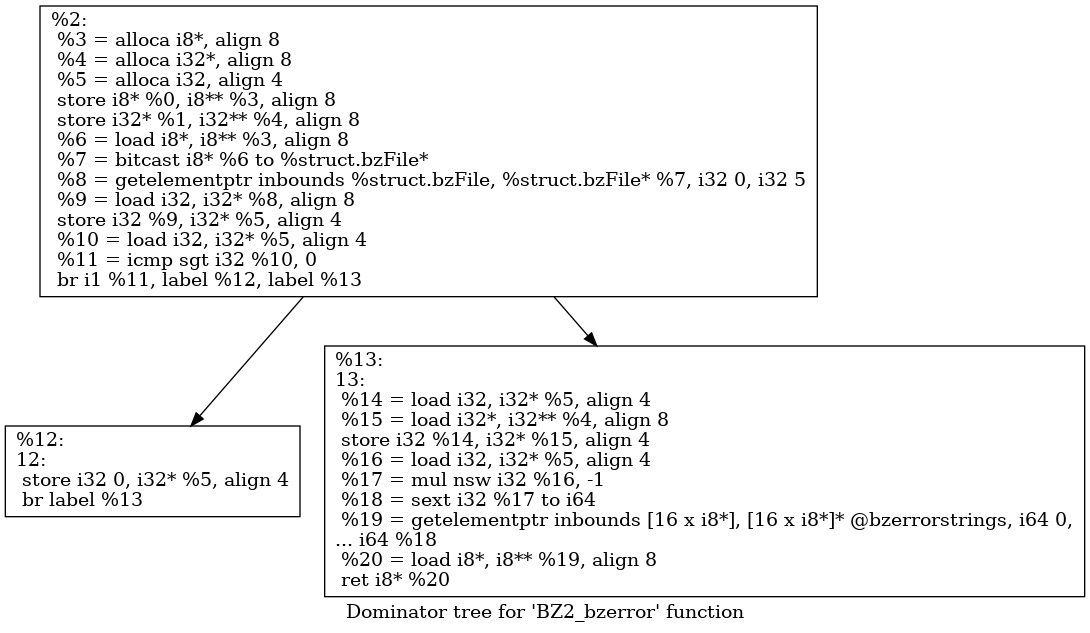 %2:
%3 = alloca i8*, align 8
%4 = alloca i32*, align 8
%5 = alloca i32, align 4
store i8* %0, i8** %3, align 8
store i32* %1, i32** %4, align 8
%6 = load i8*, i8** %3, align 8
%7 = bitcast i8* %6 to %struct.bzFile*
%8 = getelementptr inbounds %struct.bzFile, %struct.bzFile* %7, i32 0, i32 5
%9 = load i32, i32* %8, align 8
store i32 %9, i32* %5, align 4
%10 = load i32, i32* %5, align 4
%11 = icmp sgt i32 %10, 0
br i1 %11, label %12, label %13
%12:
12:
store i32 0, i32* %5, align 4
br label %13
%13:
13:
%14 = load i32, i32* %5, align 4
%15 = load i32*, i32** %4, align 8
store i32 %14, i32* %15, align 4
%16 = load i32, i32* %5, align 4
%17 = mul nsw i32 %16, -1
%18 = sext i32 %17 to i64
%19 = getelementptr inbounds [16 x i8*], [16 x i8*]* @bzerrorstrings, i64 0,
... i64 %18
%20 = load i8*, i8** %19, align 8
ret i8* %20
Dominator tree for 'BZ2_bzerror' function